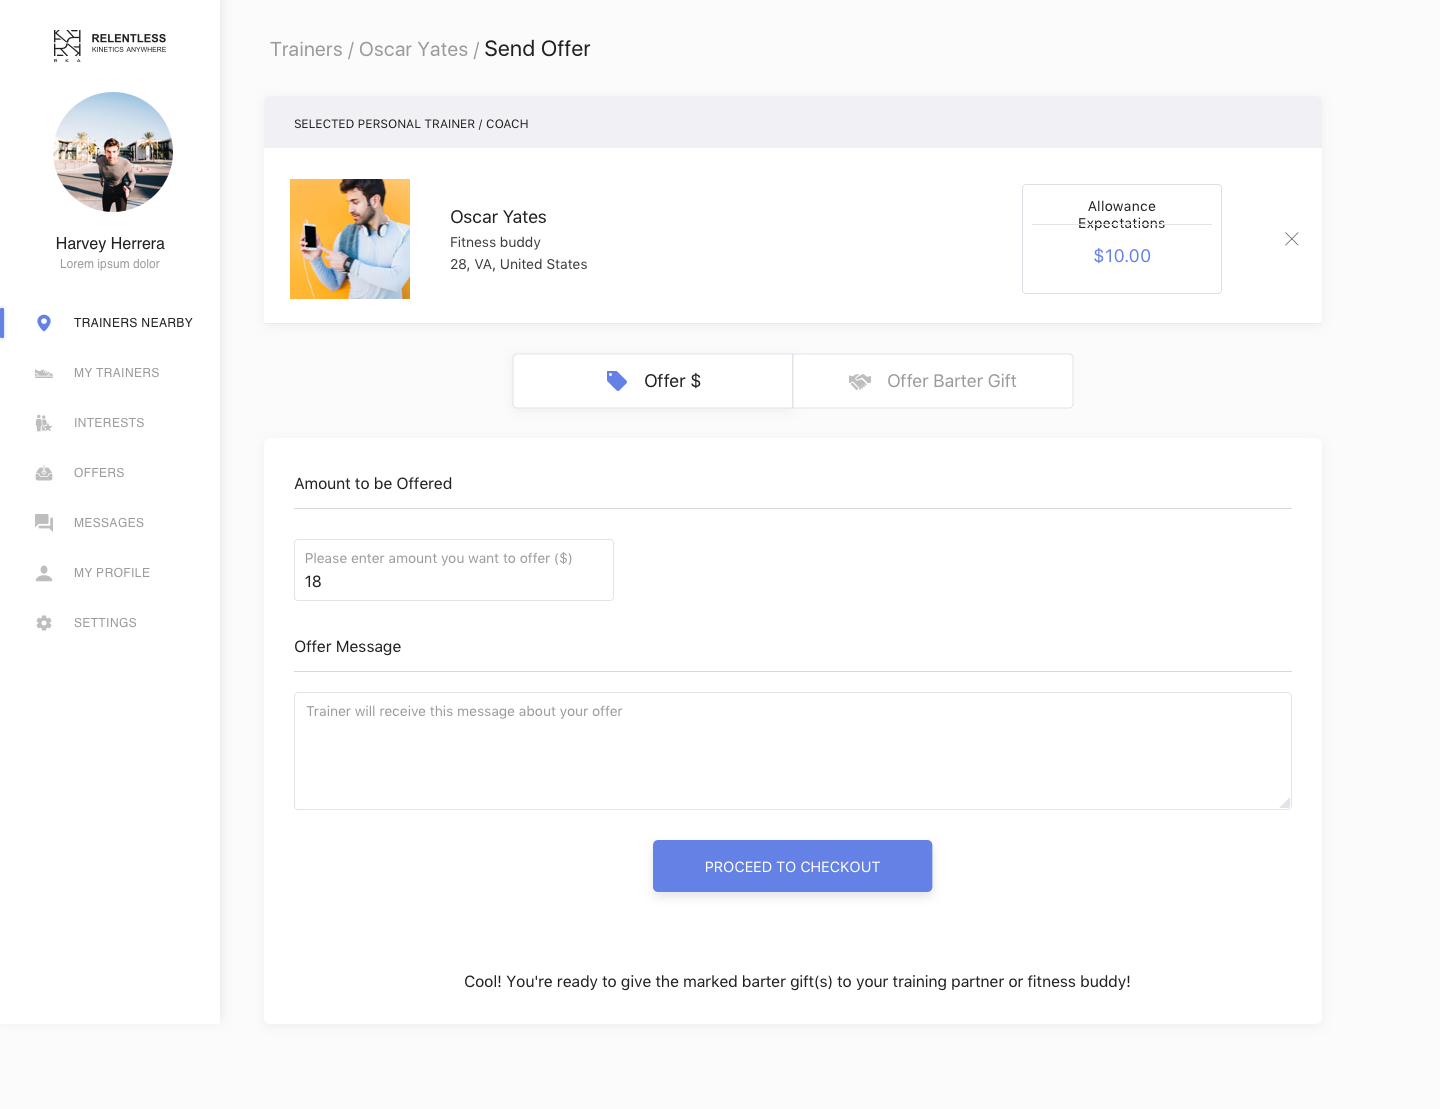 RELENTLESS
KINETICS ANYWHERE
R K A
Harvey Herrera
Lorem ipsum dolor
TRAINERS NEARBY
MY TRAINERS
INTERESTS
OFFERS
MESSAGES
MY PROFILE
SETTINGS
Trainers / Oscar Yates / Send Offer
SELECTED PERSONAL TRAINER / COACH
Oscar Yates
Fitness buddy
28, VA, United States
Allowance
Expectations
$10.00
Offer $
Offer Barter Gift
Amount to be Offered
Please enter amount you want to offer ($)
18
Offer Message
Trainer will receive this message about your offer
PROCEED TO CHECKOUT
Cool! You're ready to give the marked barter gift(s) to your training partner or fitness buddy!